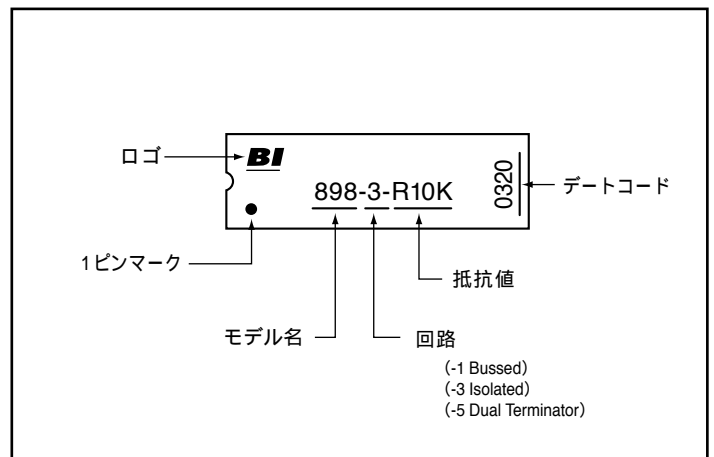 ロゴ
BI
898-3-R10K
0320
デートコード
1ピンマーク
抵抗値
モデル名
回路
(-1 Bussed)
(-3 Isolated)
(-5 Dual Terminator)